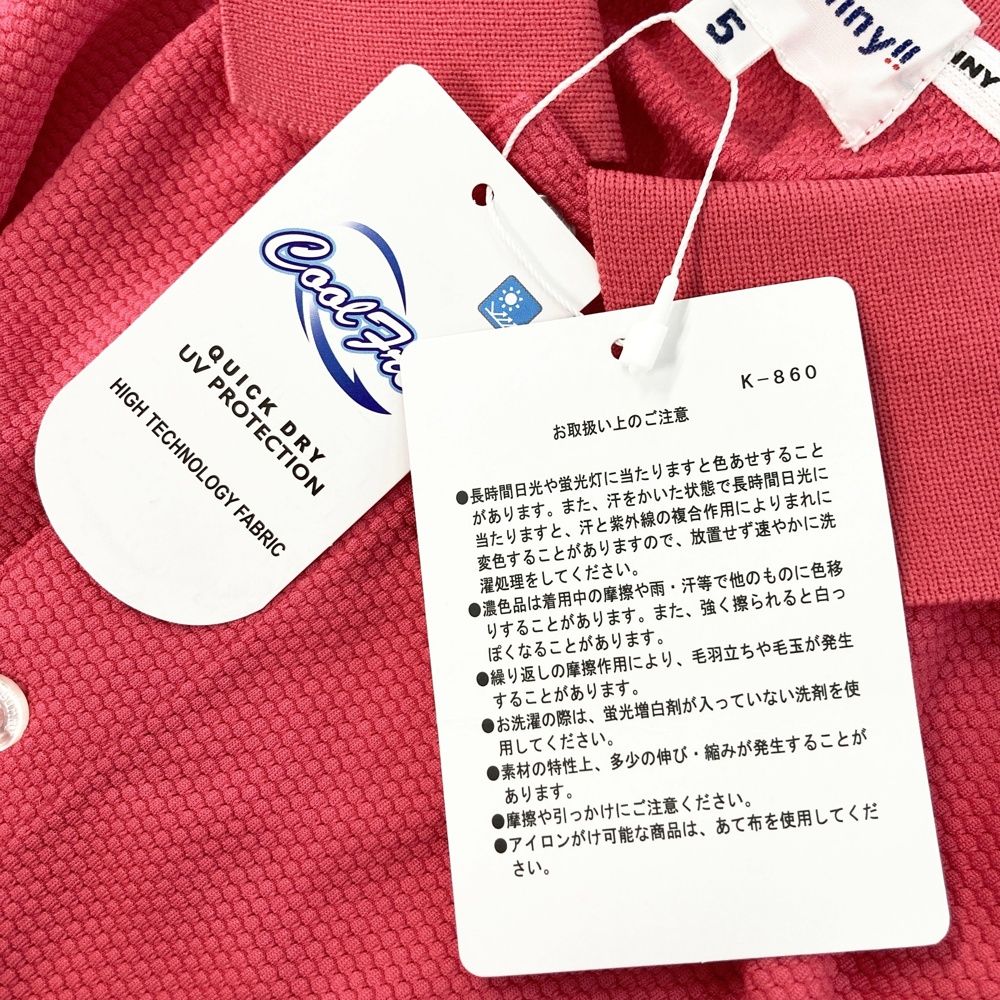 5
INY
QUICK DRY
UV PROTECTION
HIGH TECHNOLOGY FABRIC
K-860
お取扱い上のご注意
●長時間日光や蛍光灯に当たりますと色あせすること
があります。また、汗をかいた状態で長時間日光に
当たりますと、汗と紫外線の複合作用によりまれに
変色することがありますので、放置せず速やかに洗
濯処理をしてください。
●濃色品は着用中の摩擦や雨・汗等で他のものに色移
りすることがあります。また、強く擦られると白っ
ぽくなることがあります。
●繰り返しの摩擦作用により、毛羽立ちや毛玉が発生
することがあります。
●お洗濯の際は、蛍光増白剤が入っていない洗剤を使
用してください。
●素材の特性上、多少の伸び・縮みが発生することが
あります。
●摩擦や引っかけにご注意ください。
●アイロンがけ可能な商品は、あて布を使用してくだ
さい。